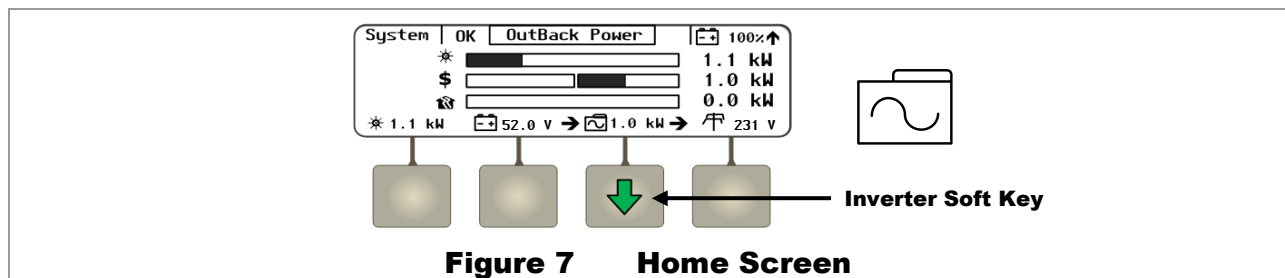 System OK OutBack Power 100%↑
1.1 kW
$ 1.0 kW
0.0 kW
1.1 kW 52.0 V → 1.0 kW → 231 V
Inverter Soft Key
Figure 7 Home Screen